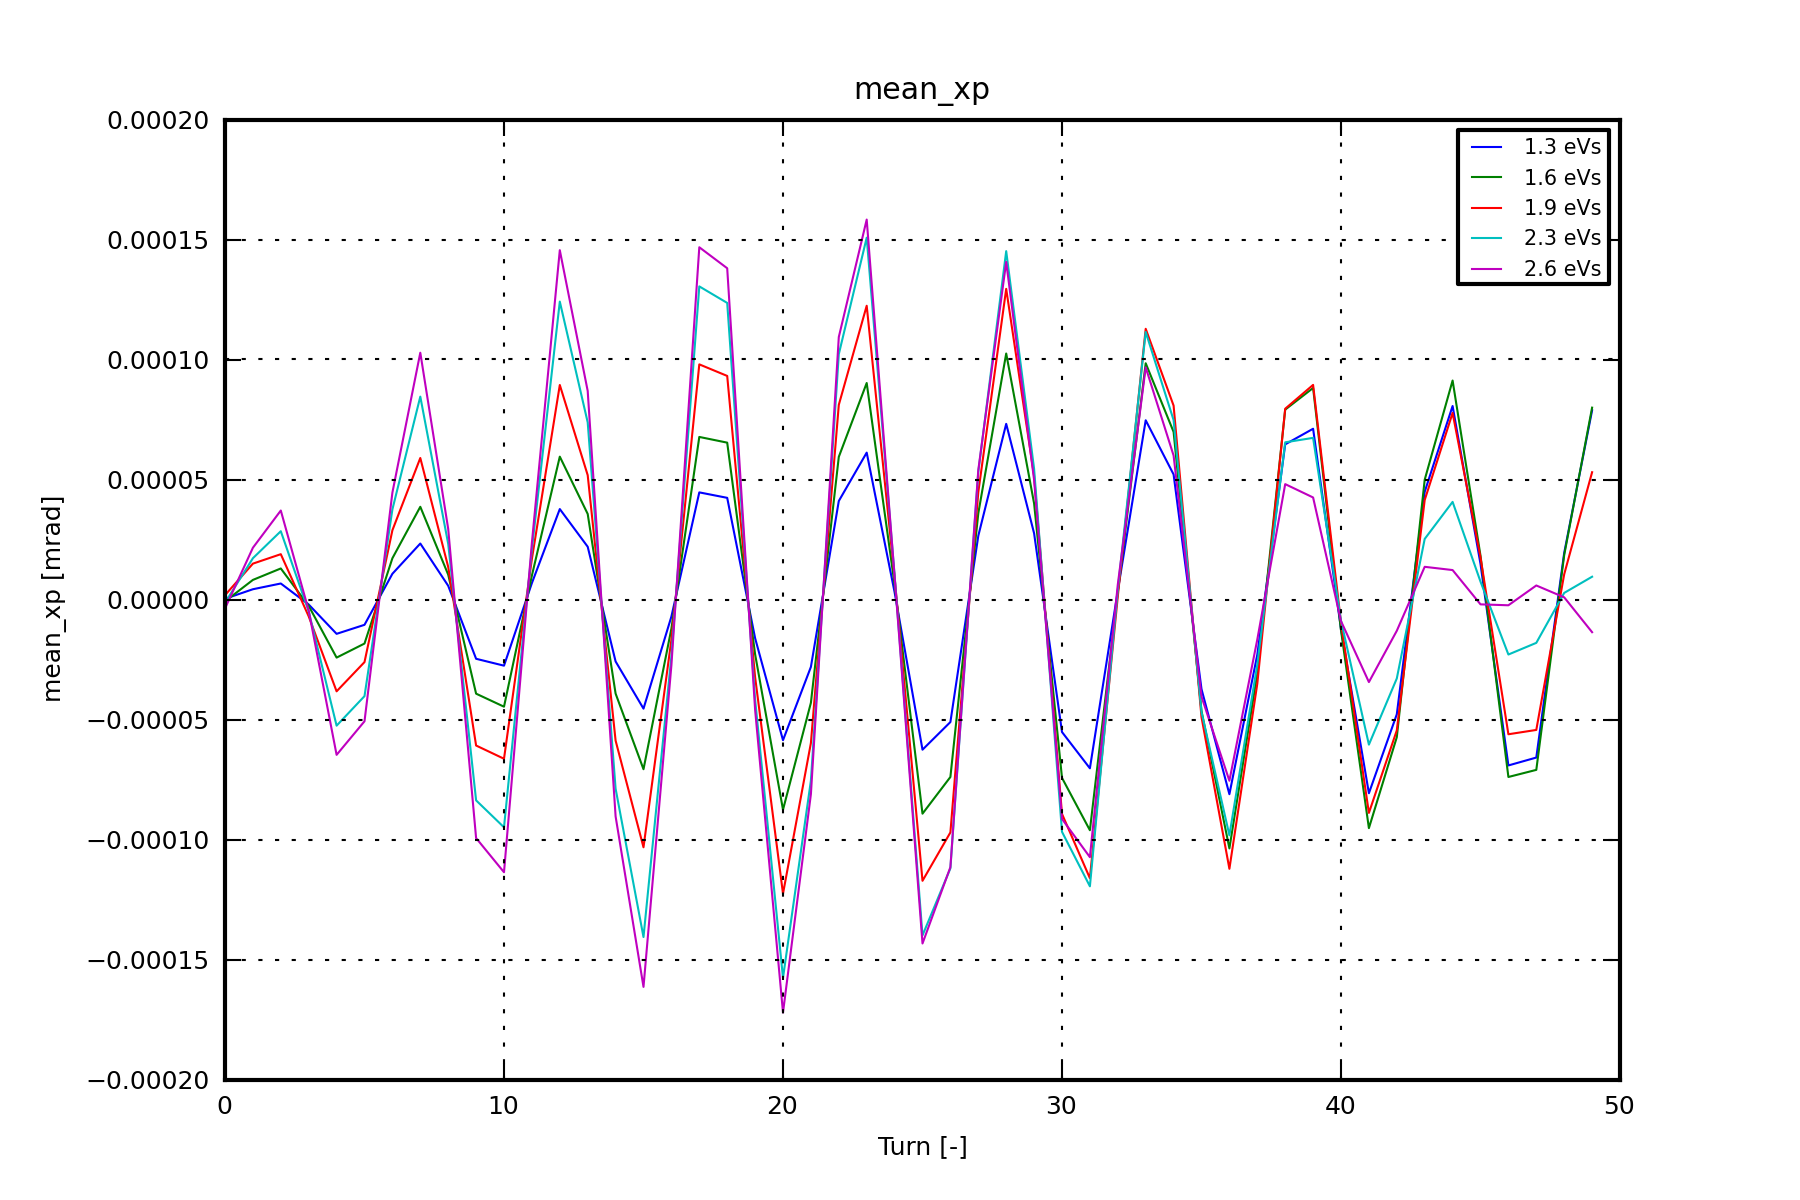 mean_xp
0.00020
0.00015
0.00010
0.00005
0.00000
−0.00005
−0.00010
−0.00015
−0.00020
mean_xp [mrad]
0 10 20 30 40 50
Turn [-]
1.3 eVs
1.6 eVs
1.9 eVs
2.3 eVs
2.6 eVs